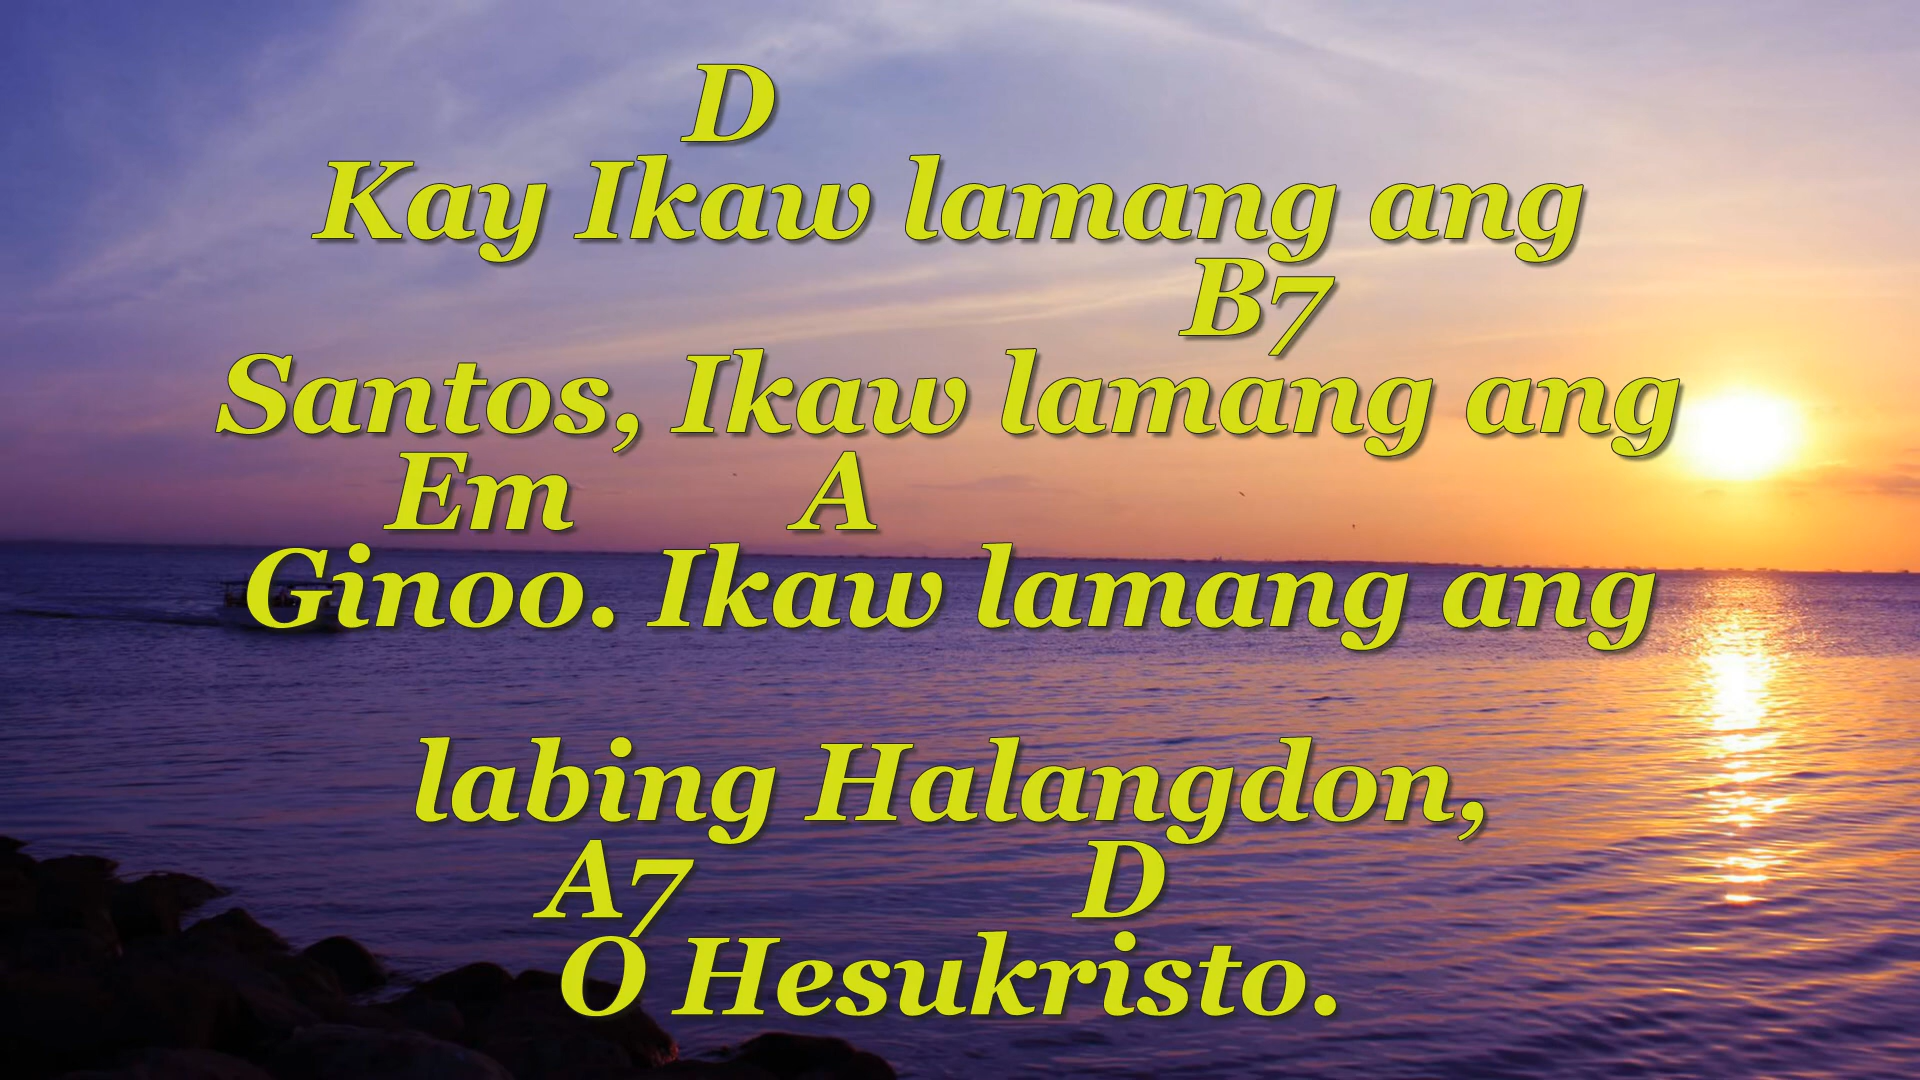 D
Kay Ikaw lamang ang
B7
Santos, Ikaw lamang ang
Em A
Ginoo. Ikaw lamang ang
labing Halangdon,
A7 D
O Hesukristo.